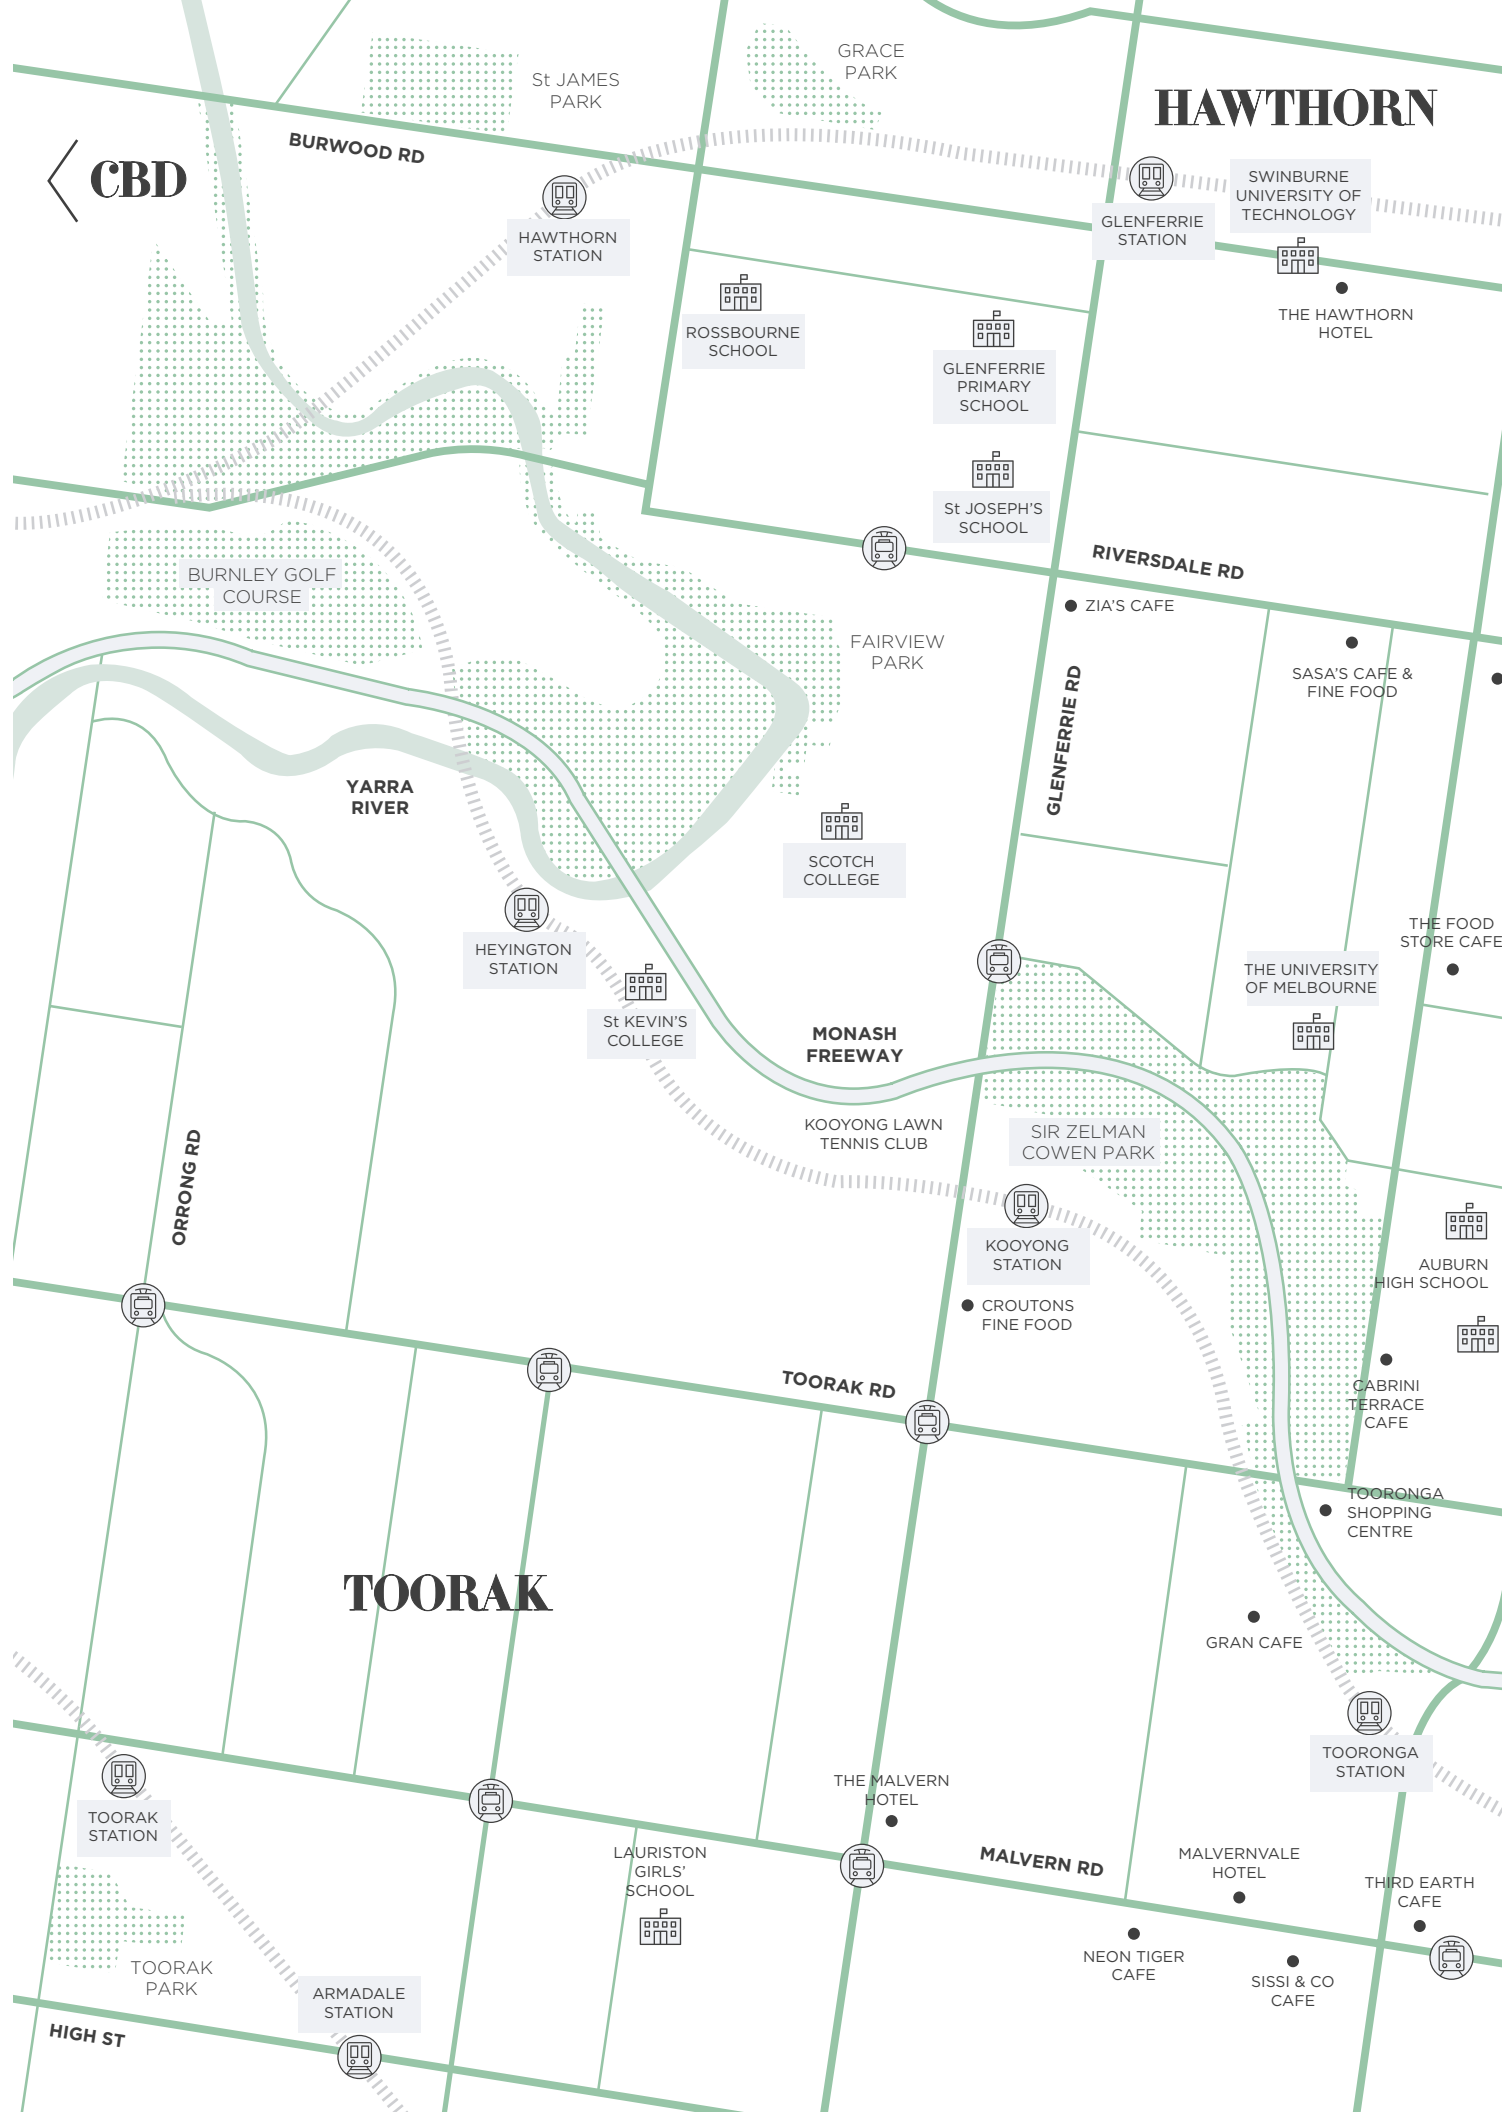 GRACE
PARK
St JAMES
PARK
HAWTHORN
BURWOOD RD
CBD
SWINBURNE
UNIVERSITY OF
TECHNOLOGY
GLENFERRIE
STATION
HAWTHORN
STATION
THE HAWTHORN
HOTEL
ROSSBOURNE
SCHOOL
GLENFERRIE
PRIMARY
SCHOOL
St JOSEPH'S
SCHOOL
RIVERSDALE RD
BURNLEY GOLF
COURSE
ZIA'S CAFE
FAIRVIEW
PARK
SASA'S CAFE &
FINE FOOD
GLENFERRIE RD
YARRA
RIVER
SCOTCH
COLLEGE
THE FOOD
STORE CAFE
HEYINGTON
STATION
THE UNIVERSITY
OF MELBOURNE
St KEVIN'S
COLLEGE
MONASH
FREEWAY
KOOYONG LAWN
TENNIS CLUB
SIR ZELMAN
COWEN PARK
ORRONG RD
KOOYONG
STATION
AUBURN
HIGH SCHOOL
CROUTONS
FINE FOOD
TOORAK RD
CABRINI
TERRACE
CAFE
TOORONGA
SHOPPING
CENTRE
TOORAK
GRAN CAFE
TOORONGA
STATION
THE MALVERN
HOTEL
TOORAK
STATION
LAURISTON
GIRLS'
SCHOOL
MALVERN RD
MALVERNVALE
HOTEL
THIRD EARTH
CAFE
NEON TIGER
CAFE
SISSI & CO
CAFE
TOORAK
PARK
ARMADALE
STATION
HIGH ST